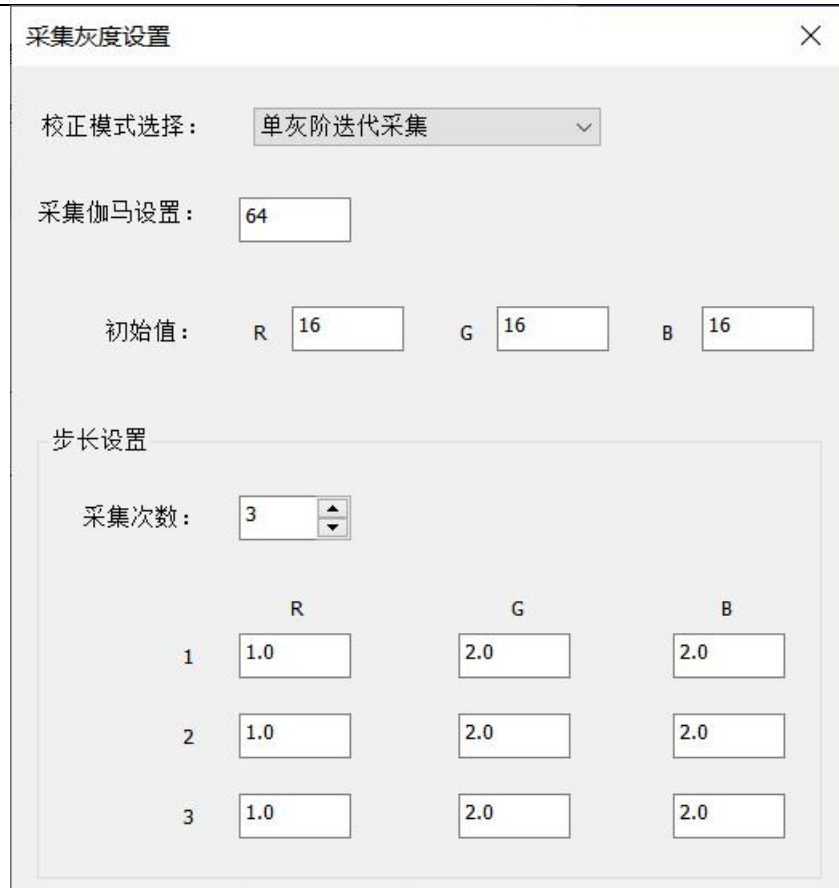 采集灰度设置
校正模式选择: 单灰阶迭代采集
采集伽马设置: 64
初始值: R 16 G 16 B 16
步长设置
采集次数: 3
R G B
1 1.0 2.0 2.0
2 1.0 2.0 2.0
3 1.0 2.0 2.0